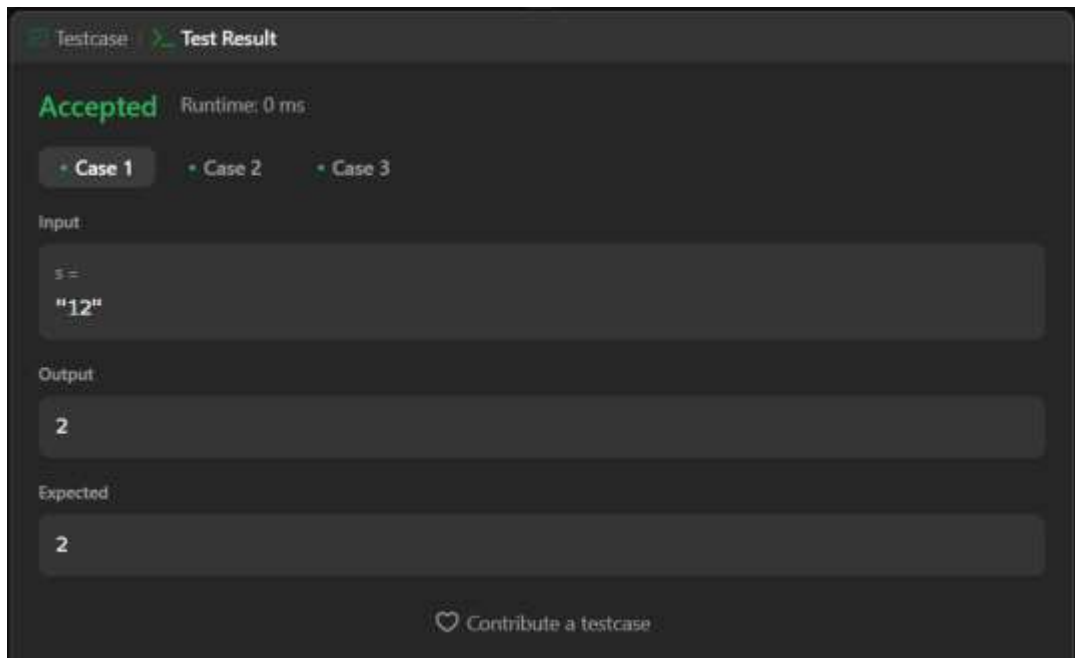 Testcase >_ Test Result
Accepted Runtime: 0 ms
• Case 1 • Case 2 • Case 3
Input
s =
"12"
Output
2
Expected
2
Contribute a testcase